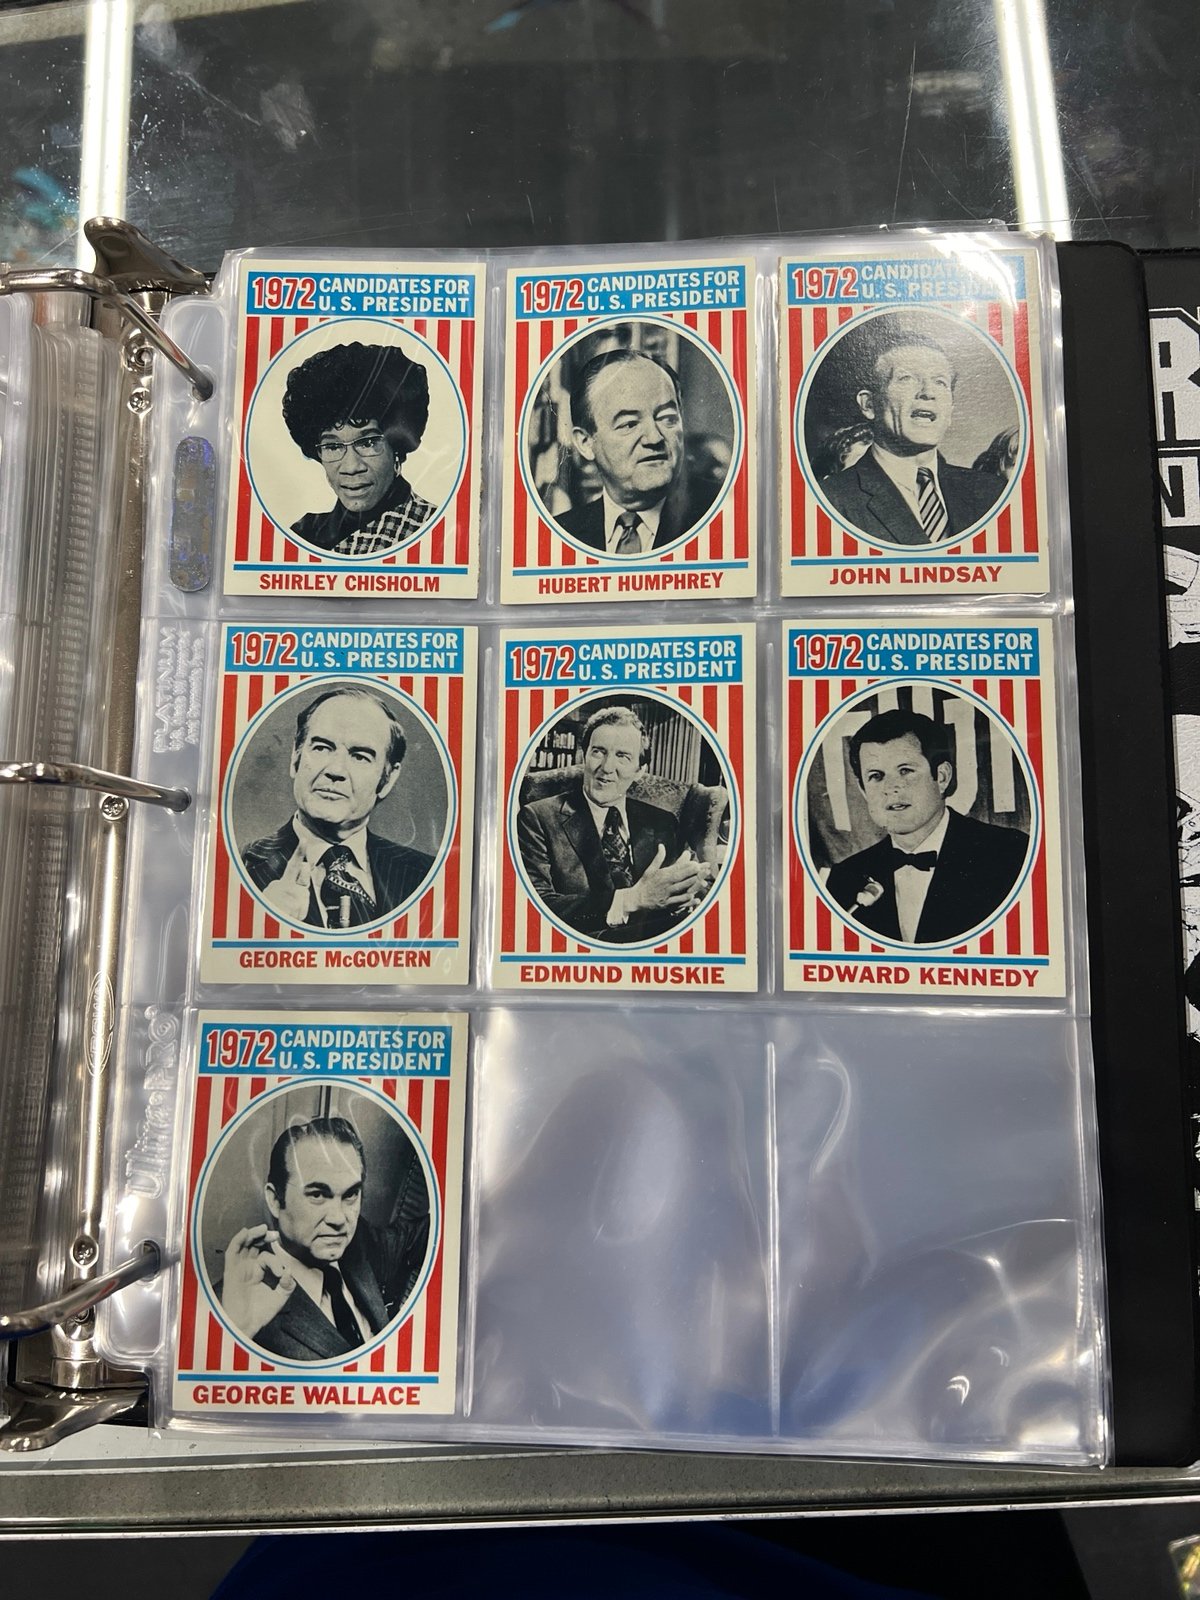 1972 CANDIDATES FOR
U. S. PRESIDENT
SHIRLEY CHISHOLM
1972 CANDIDATES FOR
U. S. PRESIDENT
HUBERT HUMPHREY
1972 CANDIDATES FOR
U. S. PRESIDENT
JOHN LINDSAY
1972 CANDIDATES FOR
U. S. PRESIDENT
GEORGE McGOVERN
1972 CANDIDATES FOR
U. S. PRESIDENT
EDMUND MUSKIE
1972 CANDIDATES FOR
U. S. PRESIDENT
EDWARD KENNEDY
1972 CANDIDATES FOR
U. S. PRESIDENT
GEORGE WALLACE
PLATINUM
Ultra•PRO